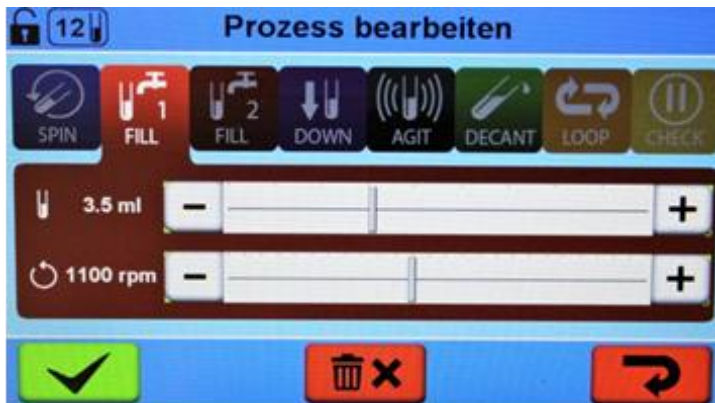 12
Prozess bearbeiten
SPIN
1
FILL
2
FILL
DOWN
AGIT
DECANT
LOOP
CHECK
3.5 ml
1100 rpm